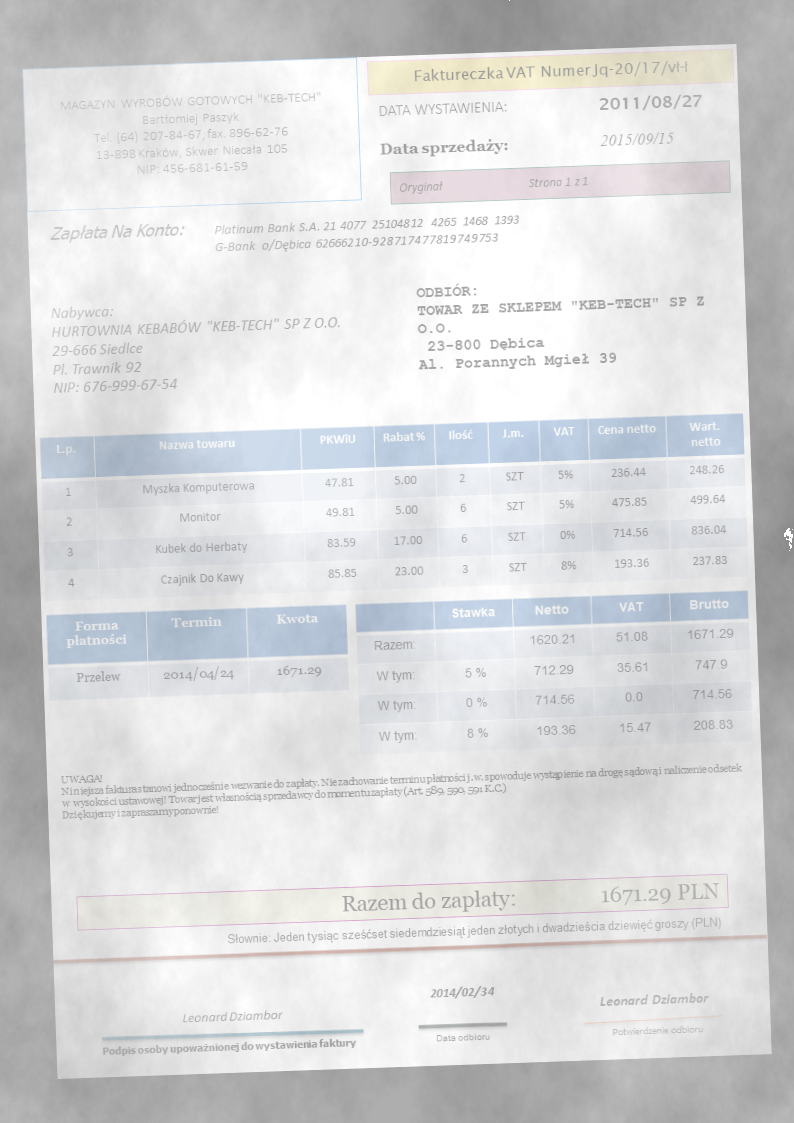 MAGAZYN WYROBÓW GOTOWYCH "KEB-TECH"
Bartłomiej Paszyk
Tel. (64) 207-84-67, fax. 896-62-76
13-898 Kraków, Skwer Niecała 105
NIP: 456-681-61-59
Faktureczka VAT Numer Jq-20/17/vł-ł
DATA WYSTAWIENIA: 2011/08/27
Data sprzedaży: 2015/09/15
Oryginał Strona 1 z 1
Zapłata Na Konto: Platinum Bank S.A. 21 4077 25104812 4265 1468 1393
G-Bank o/Dębica 62666210-928717477819749753
Nabywca:
HURTOWNIA KEBABÓW "KEB-TECH" SP Z O.O.
29-666 Siedlce
Pl. Trawnik 92
NIP: 676-999-67-54
ODBIÓR:
TOWAR ZE SKLEPEM "KEB-TECH" SP Z
O.O.
23-800 Dębica
Al. Porannych Mgieł 39
L.p. Nazwa towaru PKWiU Rabat % Ilość J.m. VAT Cena netto Wart. netto
1 Myszka Komputerowa 47.81 5.00 2 SZT 5% 236.44 248.26
2 Monitor 49.81 5.00 6 SZT 5% 475.85 499.64
3 Kubek do Herbaty 83.59 17.00 6 SZT 0% 714.56 836.04
4 Czajnik Do Kawy 85.85 23.00 3 SZT 8% 193.36 237.83
Forma płatności Termin Kwota
Przelew 2014/04/24 1671.29
Stawka Netto VAT Brutto
Razem: 1620.21 51.08 1671.29
W tym: 5 % 712.29 35.61 747.9
W tym: 0 % 714.56 0.0 714.56
W tym: 8 % 193.36 15.47 208.83
UWAGA!
Niniejsza faktura stanowi jednocześnie wezwanie do zapłaty. Nie zachowanie terminu płatności j.w. spowoduje wystąpienie na drogę sądową i naliczenie odsetek
w wysokości ustawowej! Towar jest własnością sprzedawcy do momentu zapłaty (Art. 589, 590, 591 K.C.)
Dziękujemy i zapraszamy ponownie!
Razem do zapłaty: 1671.29 PLN
Słownie: Jeden tysiąc sześćset siedemdziesiąt jeden złotych i dwadzieścia dziewięć groszy (PLN)
Leonard Dziambor
Podpis osoby upoważnionej do wystawienia faktury
2014/02/34
Data odbioru
Leonard Dziambor
Potwierdzenie odbioru